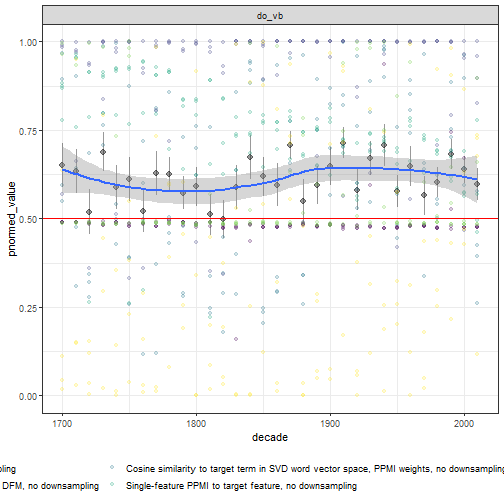 do_vb
1.00
0.75
0.50
0.25
0.00
pnormed_value
1700
1800
1900
2000
decade
pling
Cosine similarity to target term in SVD word vector space, PPMI weights, no downsampling
DFM, no downsampling
Single-feature PPMI to target feature, no downsampling